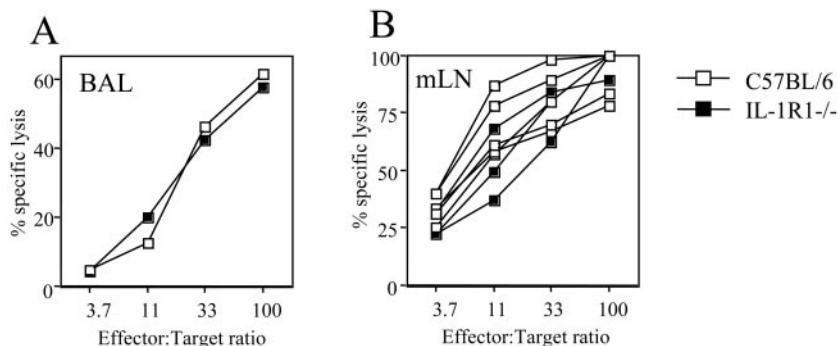 A
BAL
% specific lysis
60
40
20
0
3.7 11 33 100
Effector:Target ratio
B
mLN
% specific lysis
100
75
50
25
0
3.7 11 33 100
Effector:Target ratio
C57BL/6
IL-1R1-/-